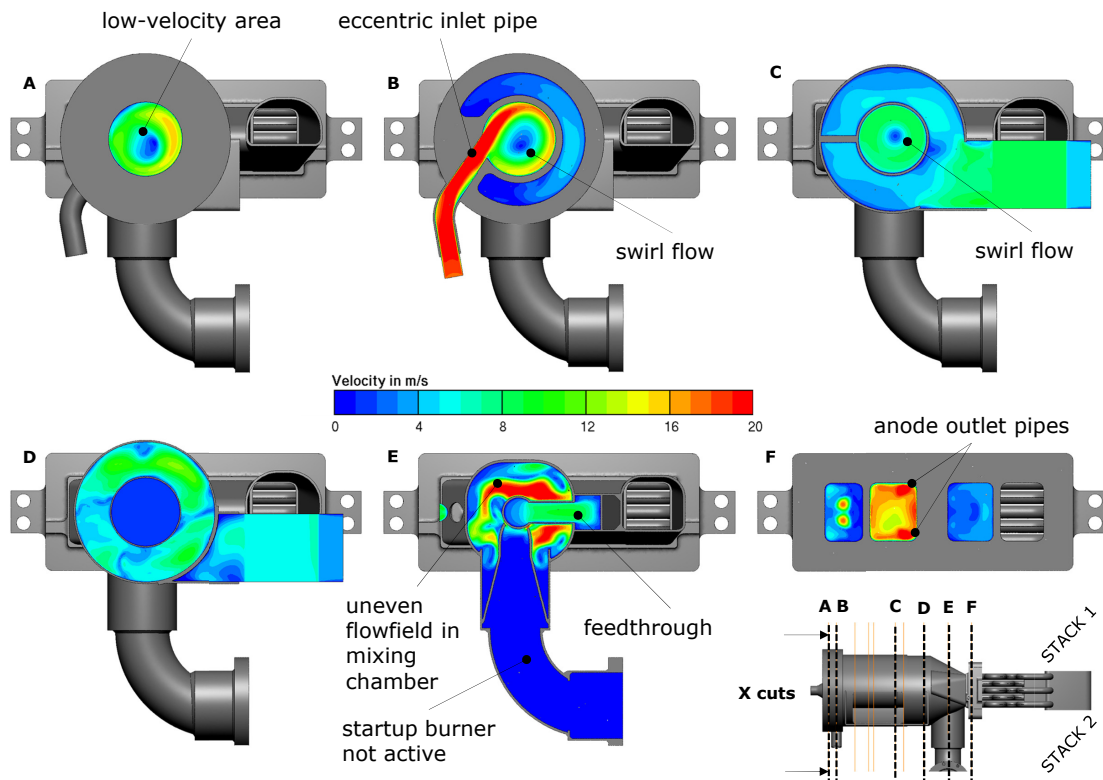 low-velocity area
eccentric inlet pipe
A
B
C
swirl flow
swirl flow
Velocity in m/s
0 4 8 12 16 20
anode outlet pipes
D
E
F
uneven
flowfield in
mixing
chamber
feedthrough
startup burner
not active
A B C D E F
X cuts
STACK 1
STACK 2